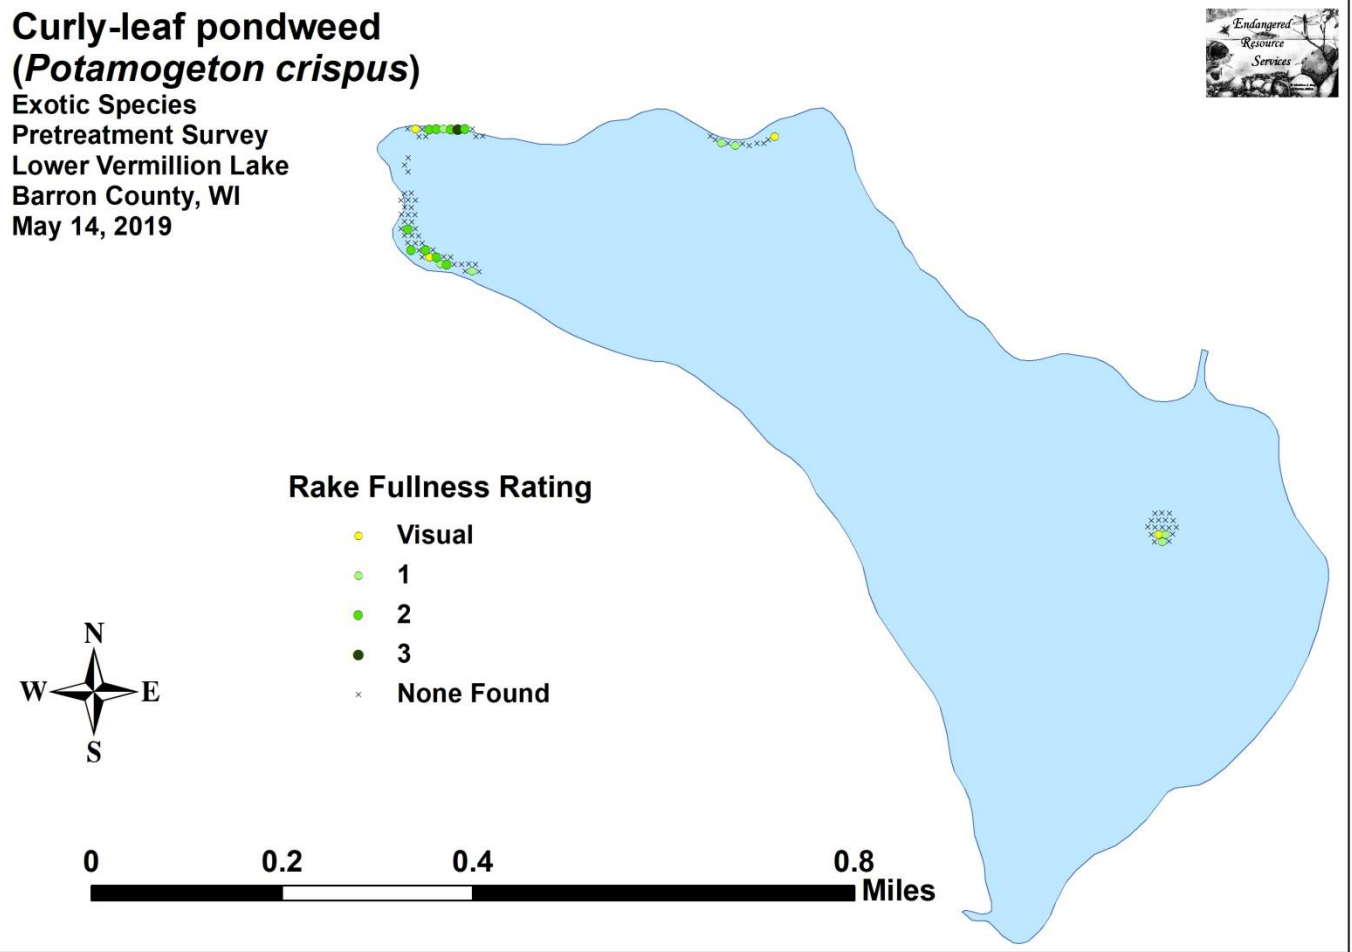 Curly-leaf pondweed
(Potamogeton crispus)
Exotic Species
Pretreatment Survey
Lower Vermillion Lake
Barron County, WI
May 14, 2019
Endangered
Resource
Services
Rake Fullness Rating
Visual
1
2
3
None Found
N
W E
S
0 0.2 0.4 0.8
Miles